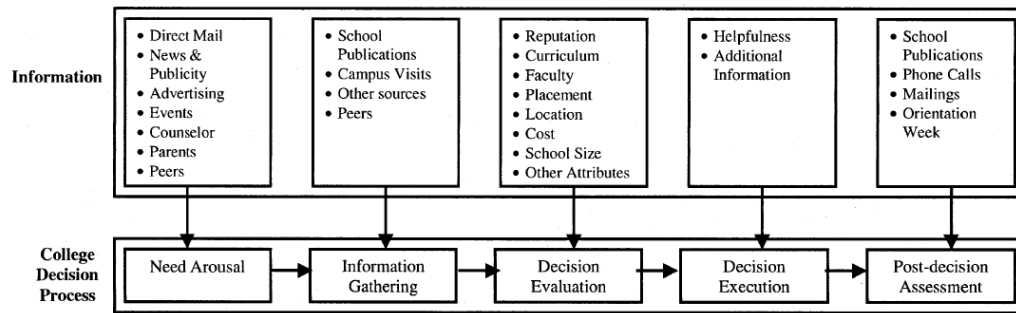 Information
• Direct Mail
• News &
Publicity
• Advertising
• Events
• Counselor
• Parents
• Peers
• School
Publications
• Campus Visits
• Other sources
• Peers
• Reputation
• Curriculum
• Faculty
• Placement
• Location
• Cost
• School Size
• Other Attributes
• Helpfulness
• Additional
Information
• School
Publications
• Phone Calls
• Mailings
• Orientation
Week
College
Decision
Process
Need Arousal
Information
Gathering
Decision
Evaluation
Decision
Execution
Post-decision
Assessment